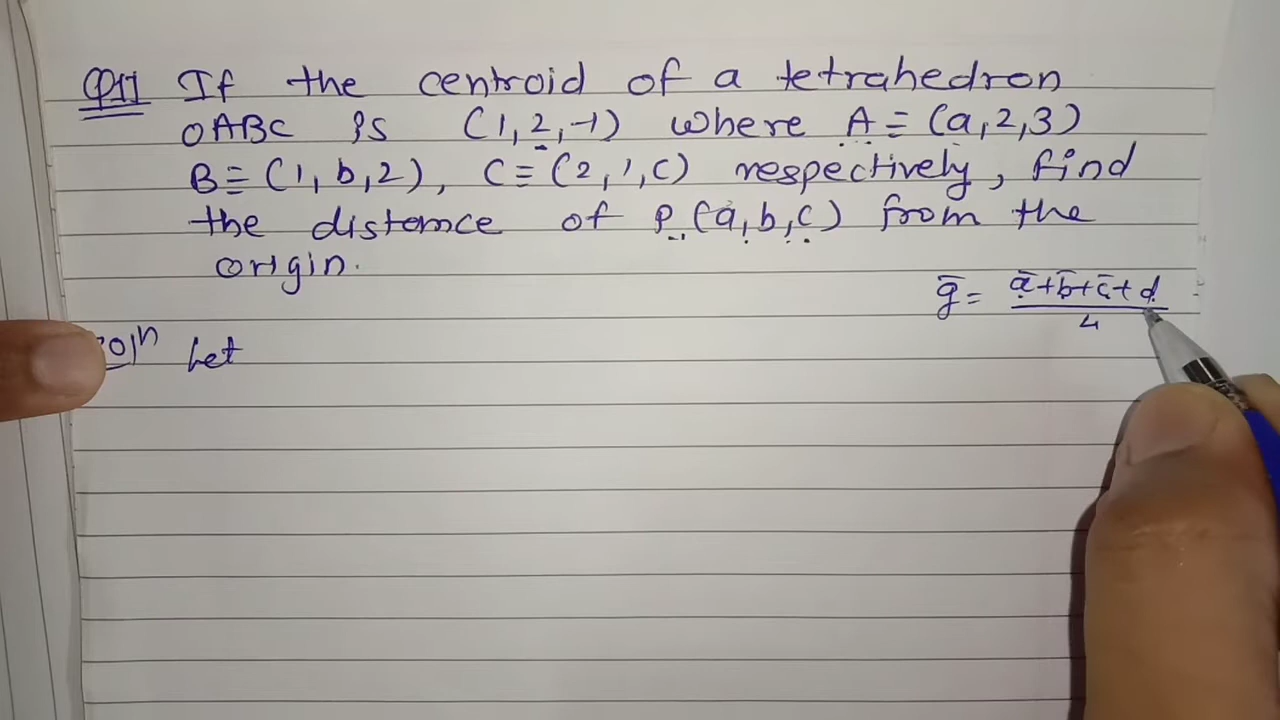 Q11 If the centroid of a tetrahedron
OABC is (1,2,-1) where A ≡ (a,2,3)
B ≡ (1,b,2), C ≡ (2,1,c) respectively, find
the distance of P(a,b,c) from the
origin.
ḡ = ā+b̄+c̄+d
4
Let